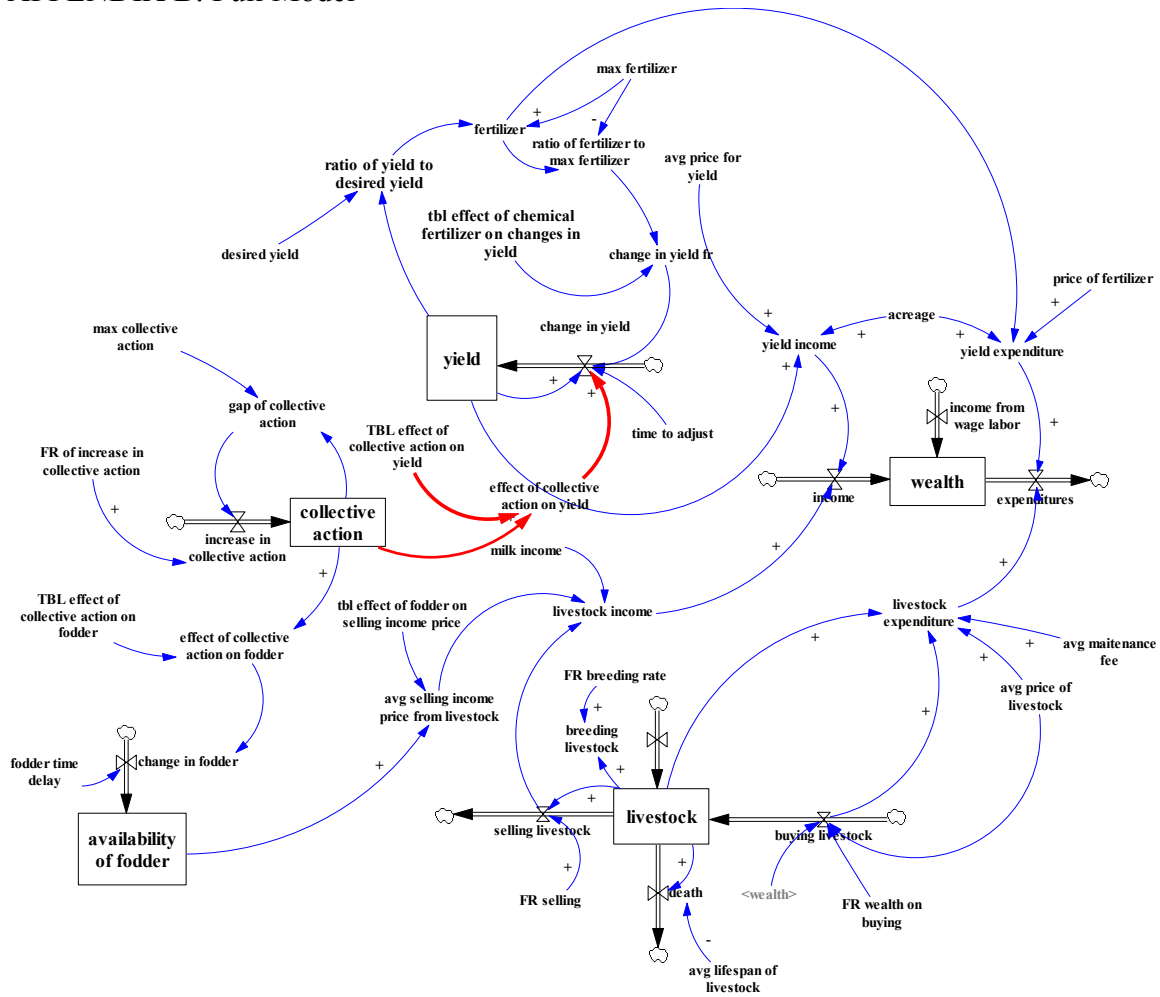 APPENDIX B: Full Model
max fertilizer
+
-
fertilizer
ratio of fertilizer to
max fertilizer
ratio of yield to
desired yield
avg price for
yield
tbl effect of chemical
fertilizer on changes in
yield
desired yield
change in yield fr
price of fertilizer
+
max collective
action
change in yield
yield
+
+
+
yield income
+
acreage
+
+
yield expenditure
gap of collective
action
+
income from
wage labor
+
TBL effect of
collective action on
yield
time to adjust
FR of increase in
collective action
+
effect of collective
action on yield
wealth
income
expenditures
collective
action
increase in
collective action
milk income
+
+
+
TBL effect of
collective action on
fodder
tbl effect of fodder on
selling income price
livestock income
livestock
expenditure
effect of collective
action on fodder
+
+
+
avg maitenance
fee
FR breeding rate
avg selling income
price from livestock
avg price of
livestock
+
breeding
livestock
+
fodder time
delay
change in fodder
+
+
+
availability
of fodder
selling livestock
livestock
buying livestock
+
+
death
<wealth>
FR selling
FR wealth on
buying
-
avg lifespan of
livestock